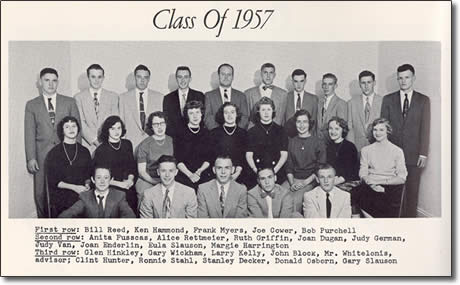 Class Of 1957
First row: Bill Reed, Ken Hammond, Frank Myers, Joe Cower, Bob Purchell
Second row: Anita Fusscas, Alice Rettmeier, Ruth Griffin, Joan Dugan, Judy German,
Judy Van, Joan Enderlin, Eula Slauson, Margie Harrington
Third row: Glen Hinkley, Gary Wickham, Larry Kelly, John Block, Mr. Whitelonis,
advisor; Clint Hunter, Ronnie Stahl, Stanley Decker, Donald Osborn, Gary Slauson